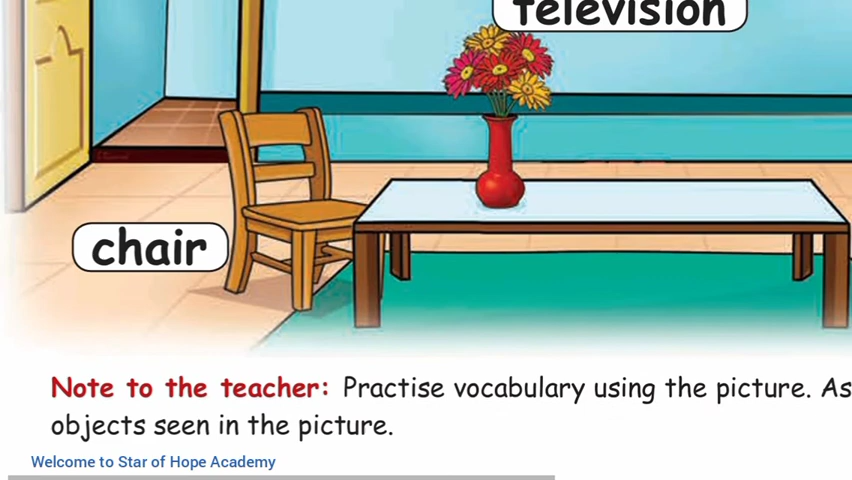 television
chair
Note to the teacher: Practise vocabulary using the picture. As
objects seen in the picture.
Welcome to Star of Hope Academy